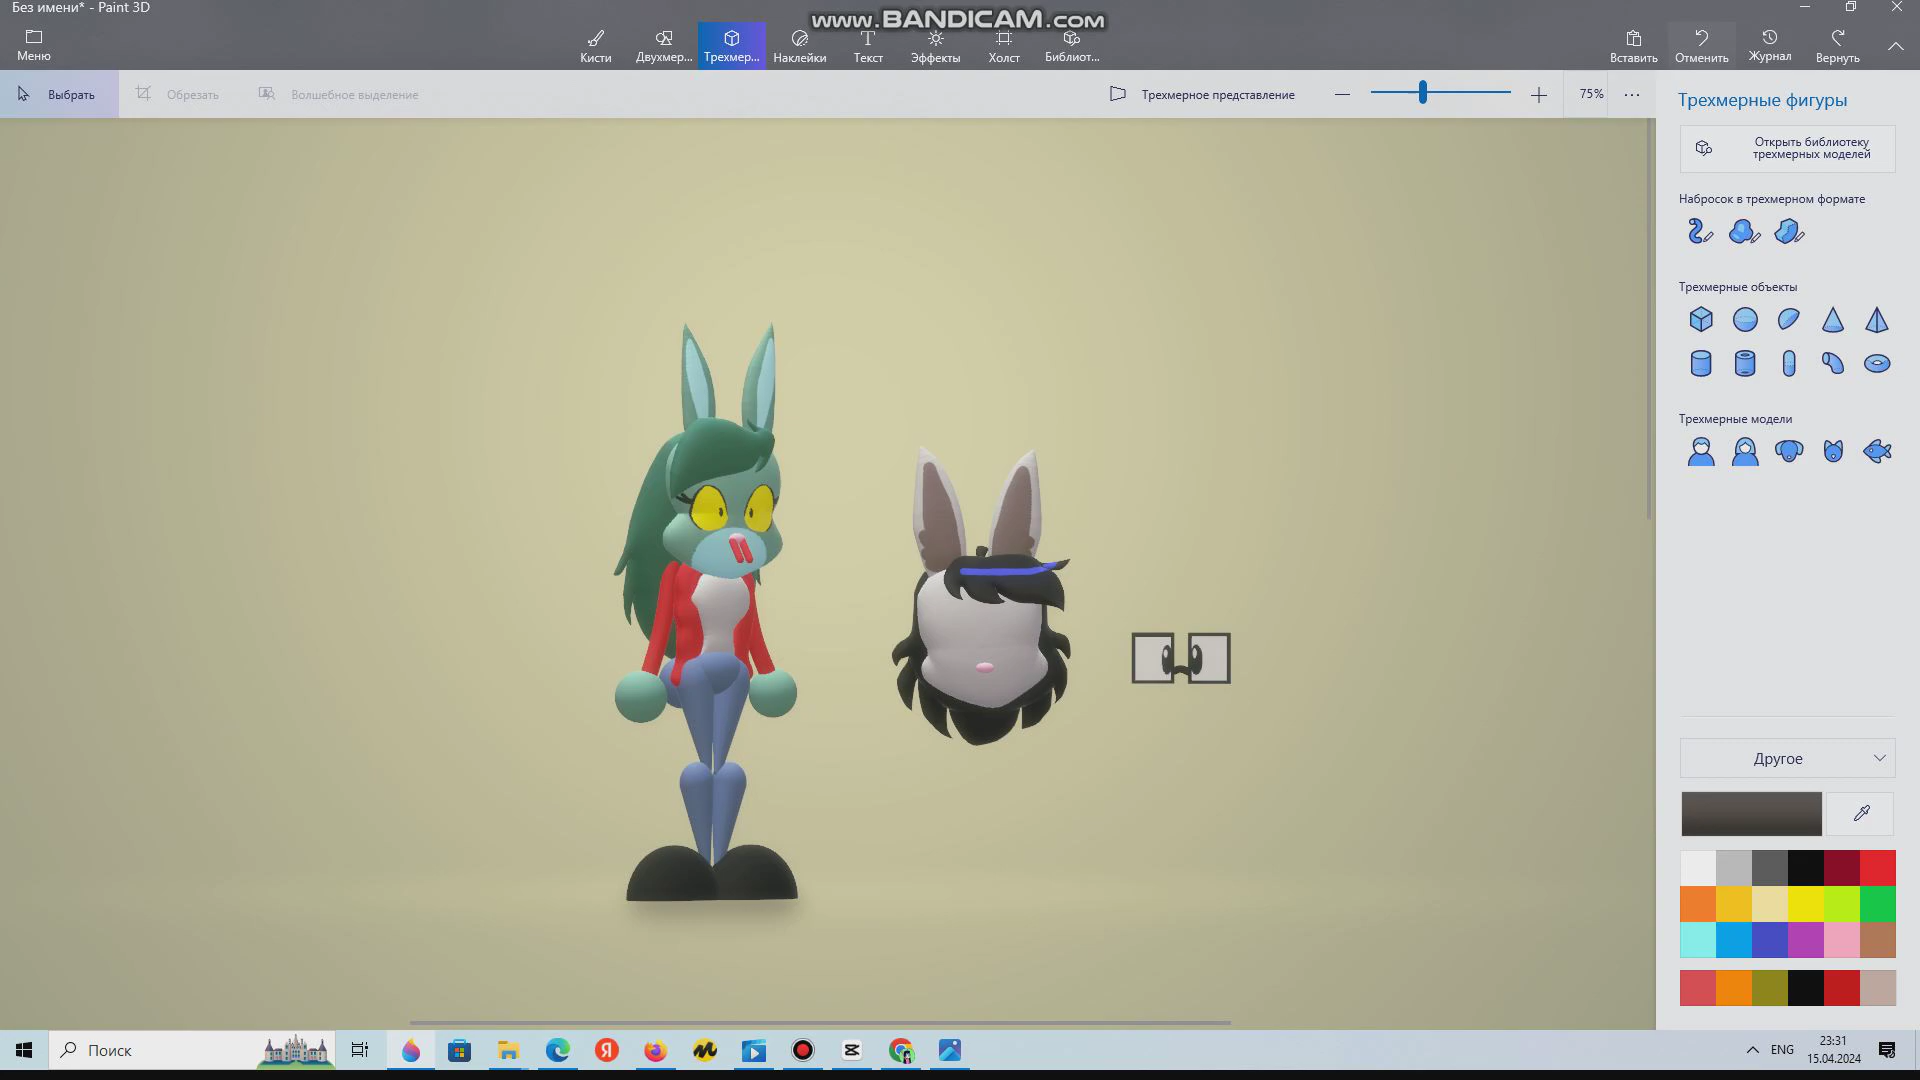 Без имени* - Paint 3D
www.BANDICAM.com
Меню
Кисти
Двухмер...
Трехмер...
Наклейки
Текст
Эффекты
Холст
Библиот...
Вставить
Отменить
Журнал
Вернуть
Выбрать
Обрезать
Волшебное выделение
Трехмерное представление
75%
Трехмерные фигуры
Открыть библиотеку
трехмерных моделей
Набросок в трехмерном формате
Трехмерные объекты
Трехмерные модели
Другое
Поиск
Я
ENG
23:31
15.04.2024